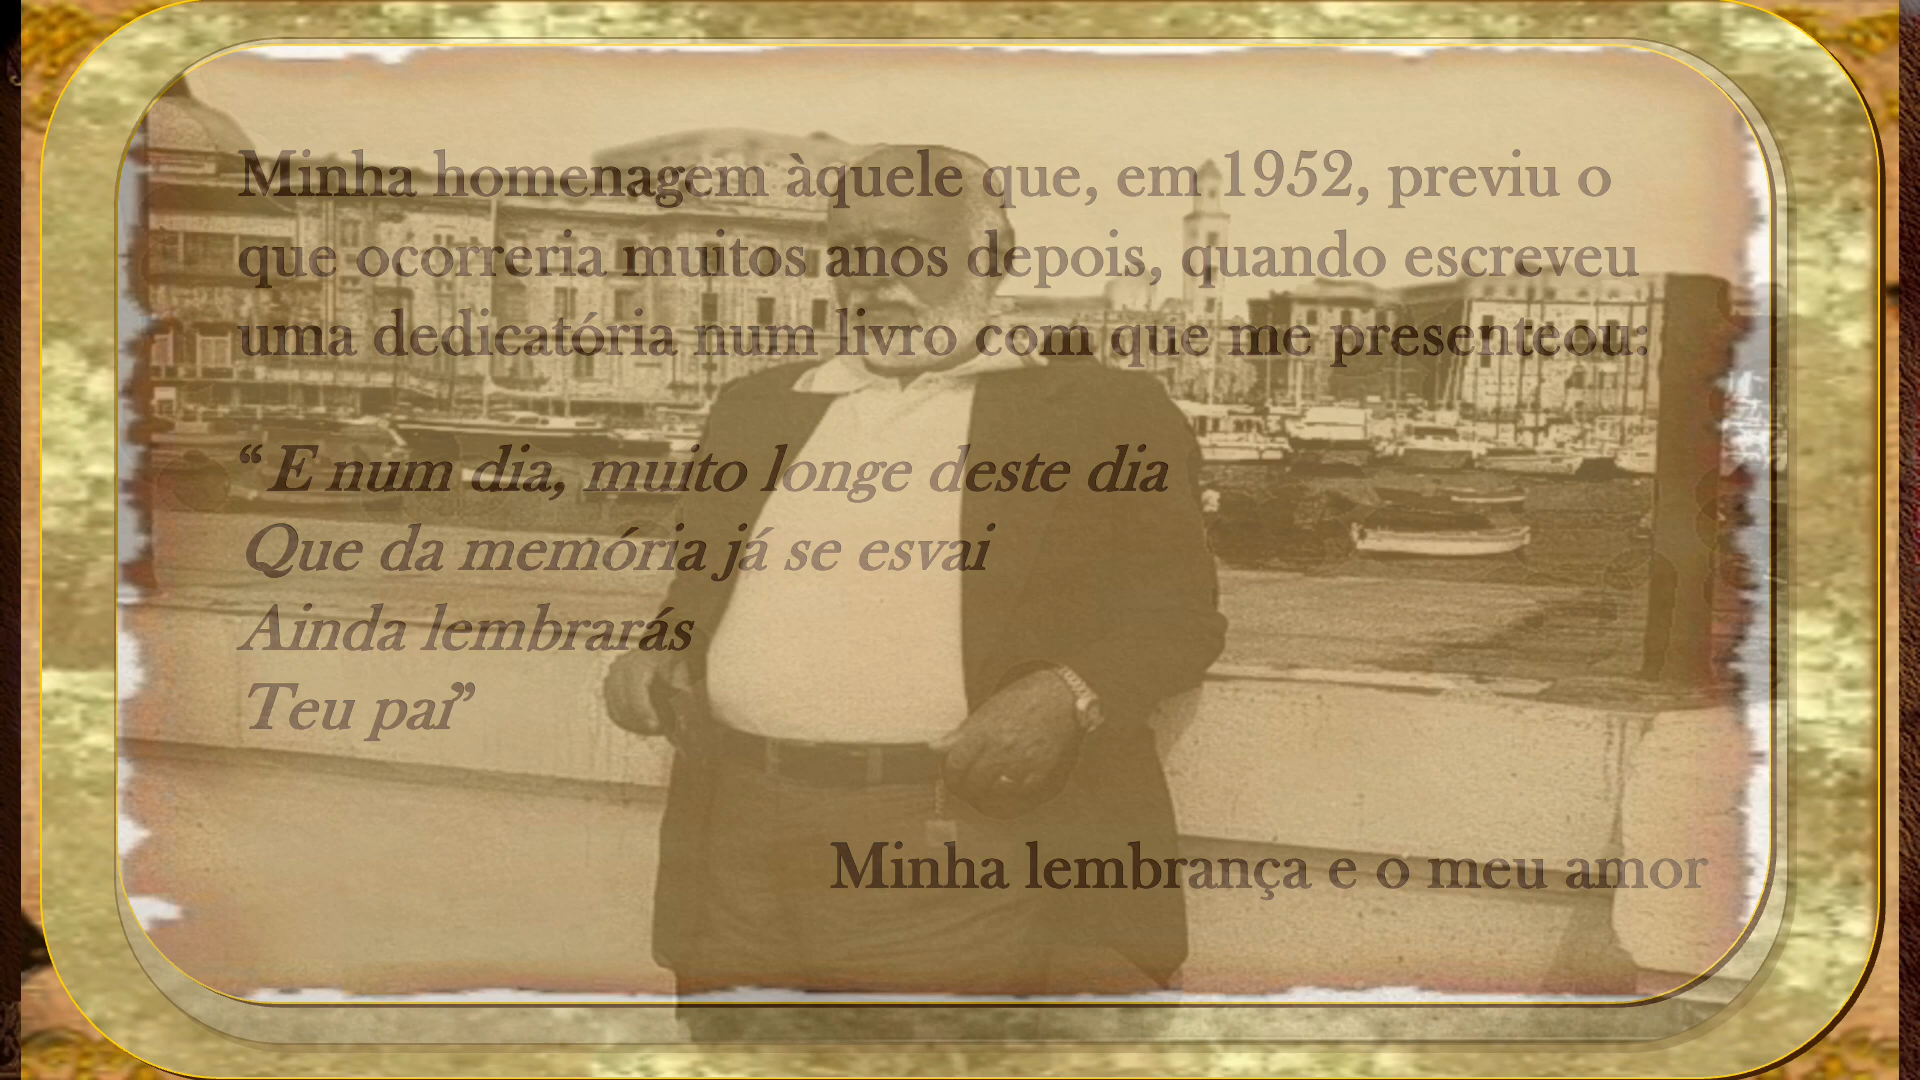 Minha homenagem àquele que, em 1952, previu o
que ocorreria muitos anos depois, quando escreveu
uma dedicatória num livro com que me presenteou:
“E num dia, muito longe deste dia
Que da memória já se esvai
Ainda lembrarás
Teu pai”
Minha lembrança e o meu amor